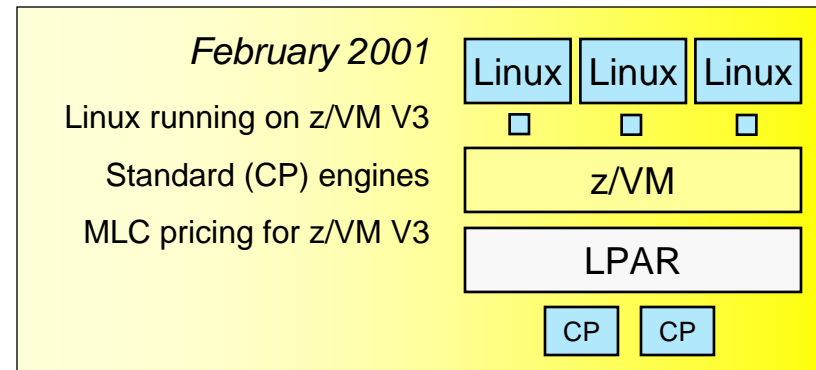 February 2001
Linux running on z/VM V3
Standard (CP) engines
MLC pricing for z/VM V3
Linux Linux Linux
z/VM
LPAR
CP CP